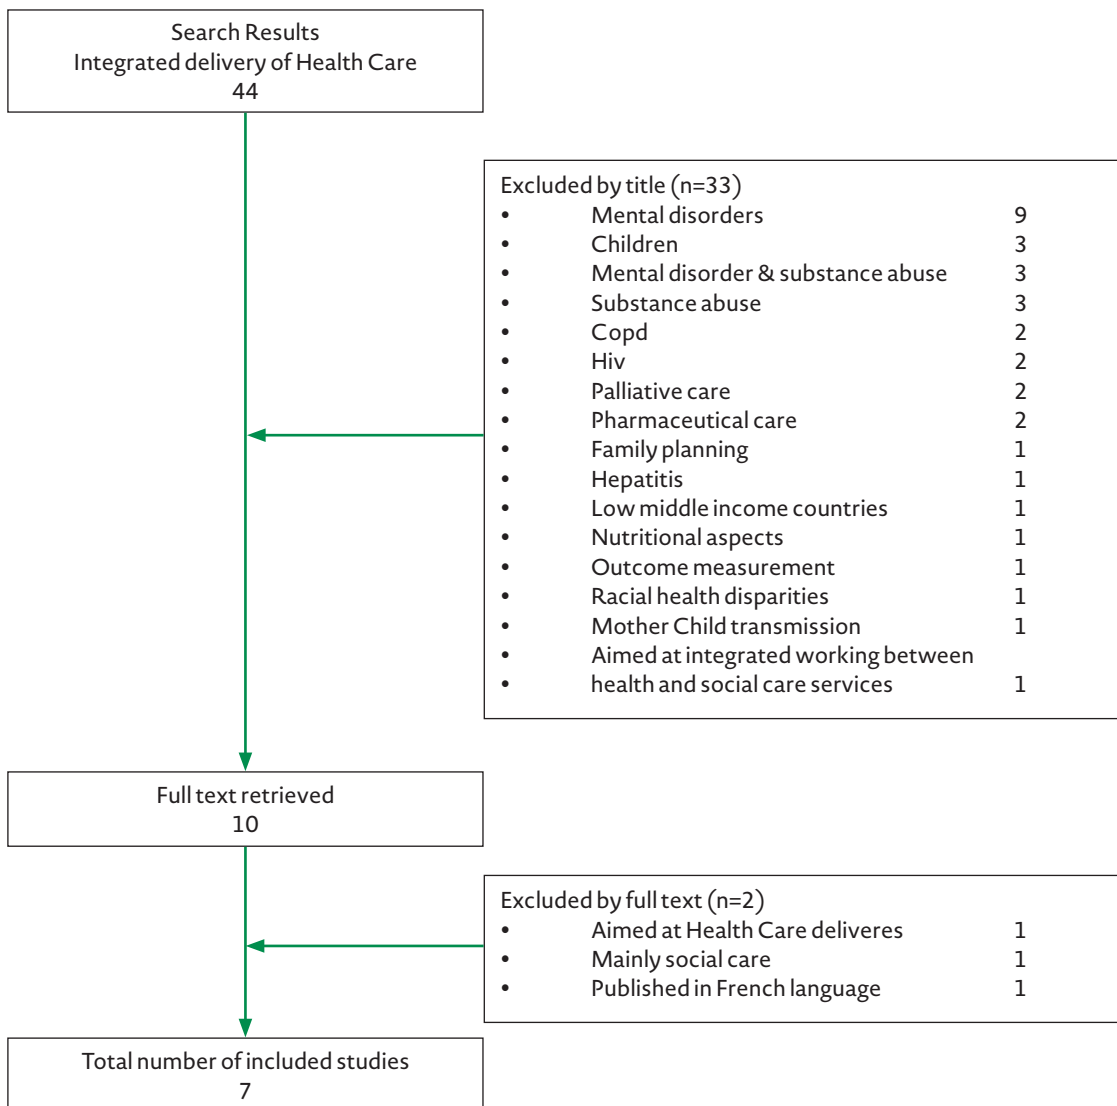 Search Results
Integrated delivery of Health Care
44
Excluded by title (n=33)
• Mental disorders 9
• Children 3
• Mental disorder & substance abuse 3
• Substance abuse 3
• Copd 2
• Hiv 2
• Palliative care 2
• Pharmaceutical care 2
• Family planning 1
• Hepatitis 1
• Low middle income countries 1
• Nutritional aspects 1
• Outcome measurement 1
• Racial health disparities 1
• Mother Child transmission 1
• Aimed at integrated working between
• health and social care services 1
Full text retrieved
10
Excluded by full text (n=2)
• Aimed at Health Care deliveres 1
• Mainly social care 1
• Published in French language 1
Total number of included studies
7